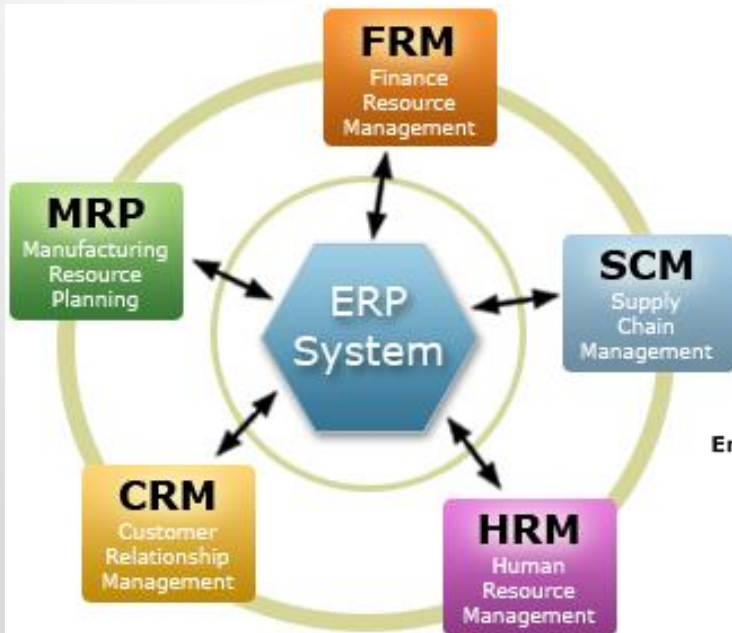 FRM
Finance
Resource
Management
MRP
Manufacturing
Resource
Planning
ERP
System
SCM
Supply
Chain
Management
CRM
Customer
Relationship
Management
HRM
Human
Resource
Management